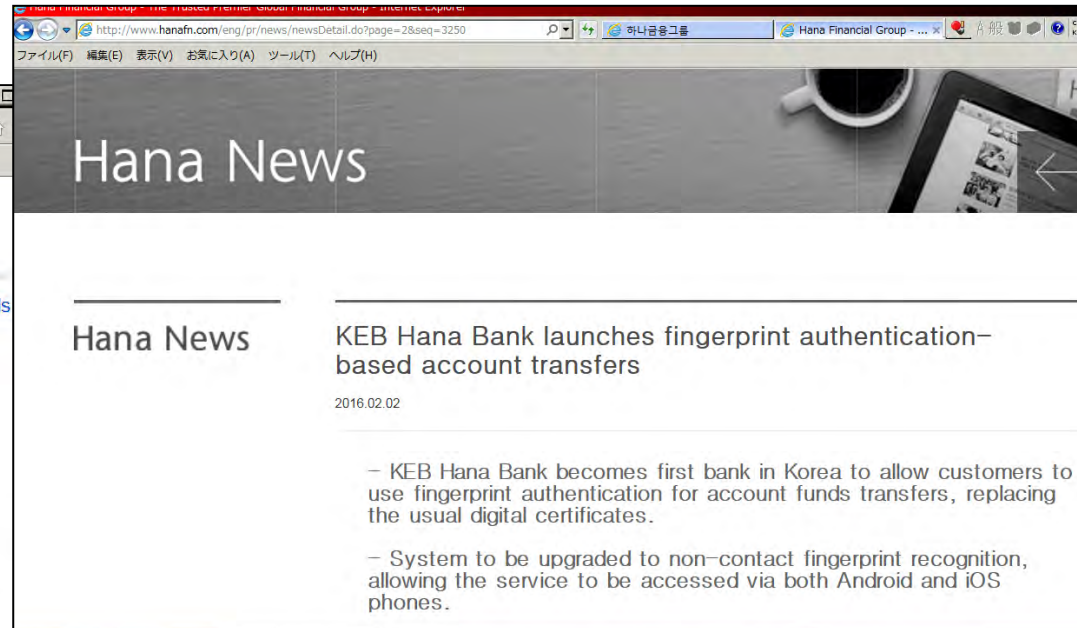 Hana Financial Group - The Trusted Premier Global Financial Group - Internet Explorer
http://www.hanafn.com/eng/pr/news/newsDetail.do?page=2&seq=3250
하나금융그룹
Hana Financial Group - ...
般
ファイル(F) 編集(E) 表示(V) お気に入り(A) ツール(T) ヘルプ(H)
Hana News
Hana News
KEB Hana Bank launches fingerprint authentication-
based account transfers
2016.02.02
- KEB Hana Bank becomes first bank in Korea to allow customers to
use fingerprint authentication for account funds transfers, replacing
the usual digital certificates.
- System to be upgraded to non-contact fingerprint recognition,
allowing the service to be accessed via both Android and iOS
phones.